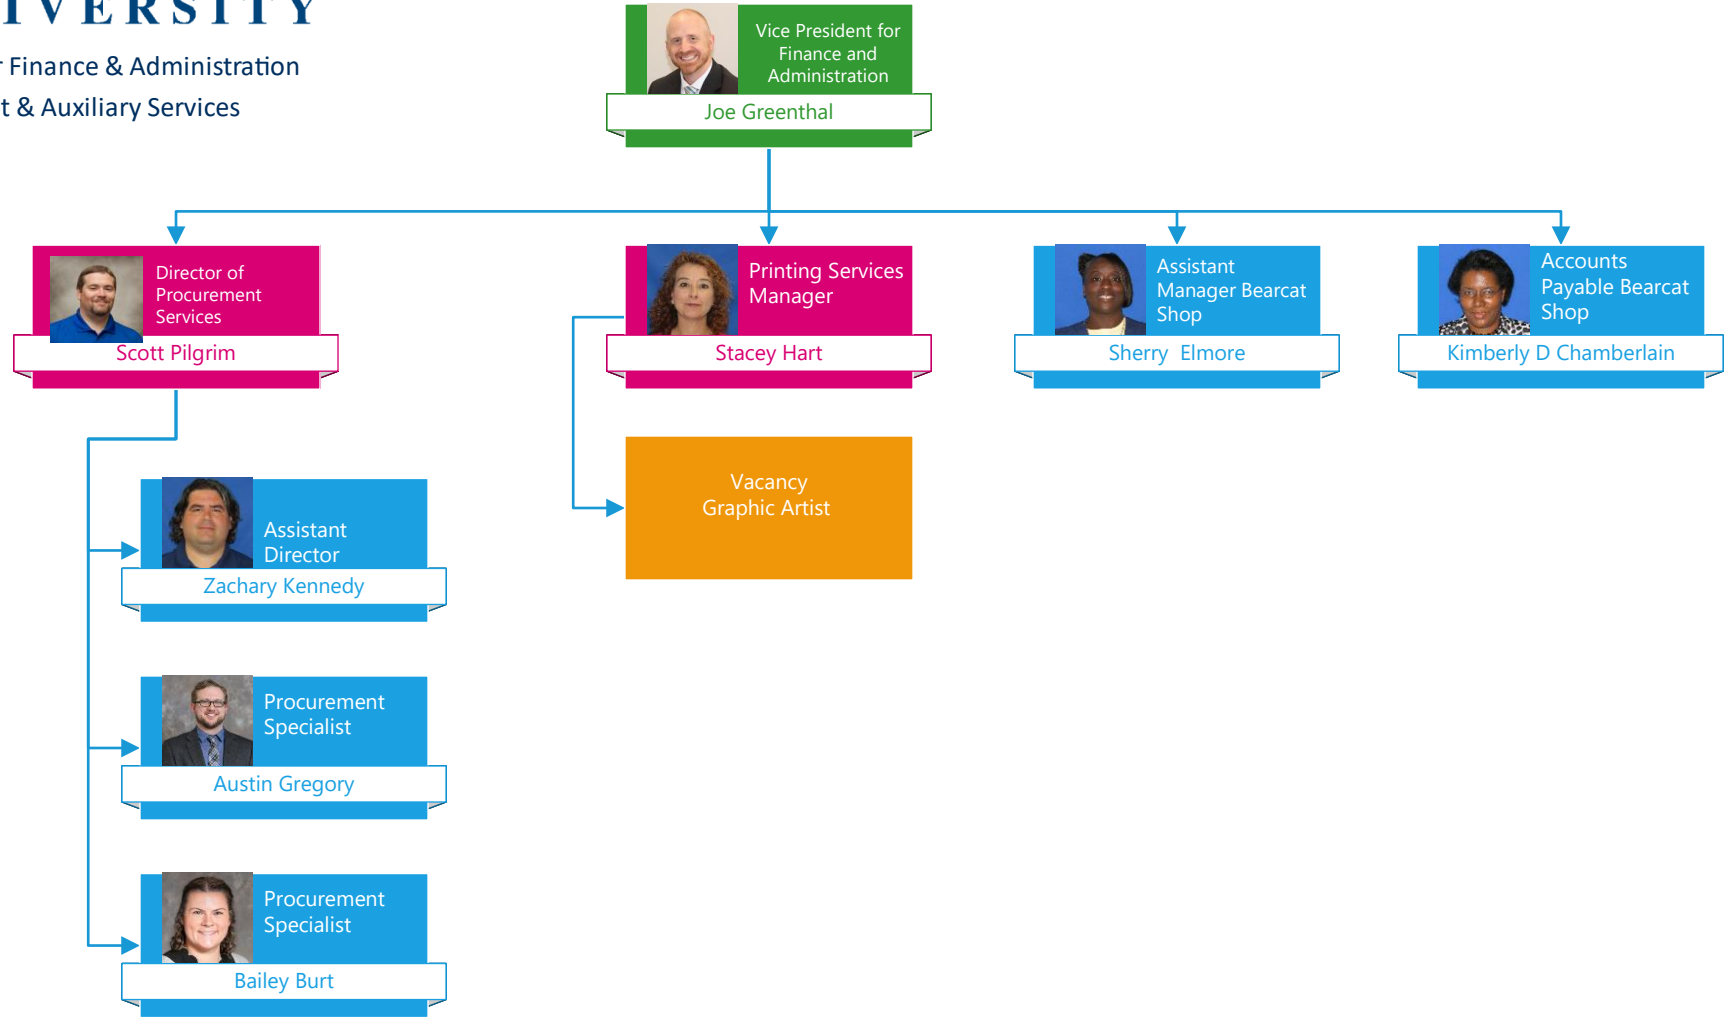 IVERSITY
r Finance & Administration
t & Auxiliary Services
Vice President for
Finance and
Administration
Joe Greenthal
Director of
Procurement
Services
Scott Pilgrim
Printing Services
Manager
Stacey Hart
Assistant
Manager Bearcat
Shop
Sherry Elmore
Accounts
Payable Bearcat
Shop
Kimberly D Chamberlain
Vacancy
Graphic Artist
Assistant
Director
Zachary Kennedy
Procurement
Specialist
Austin Gregory
Procurement
Specialist
Bailey Burt